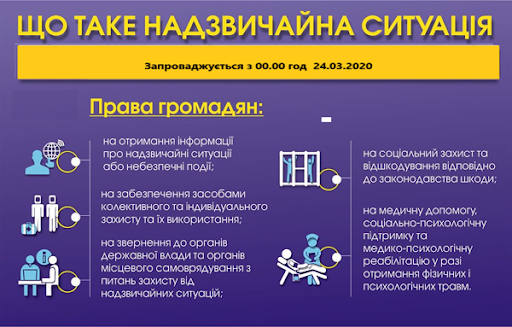 ЩО ТАКЕ НАДЗВИЧАЙНА СИТУАЦІЯ
Запроваджується з 00.00 год 24.03.2020
Права громадян:
на отримання інформації
про надзвичайні ситуації
або небезпечні події;
на забезпечення засобами
колективного та індивідуального
захисту та їх використання;
на звернення до органів
державної влади та органів
місцевого самоврядування з
питань захисту від
надзвичайних ситуацій;
на соціальний захист та
відшкодування відповідно
до законодавства шкоди;
на медичну допомогу,
соціально-психологічну
підтримку та
медико-психологічну
реабілітацію у разі
отримання фізичних і
психологічних травм.